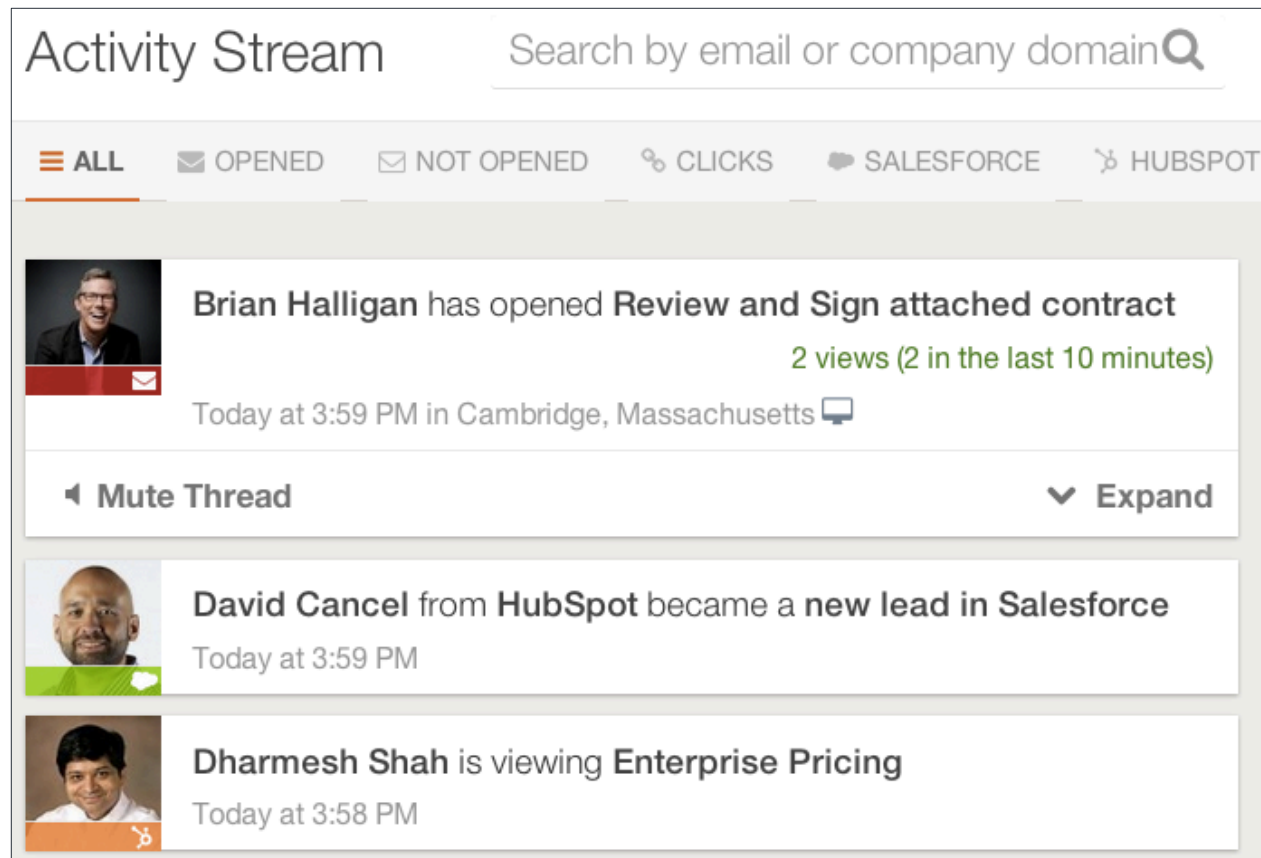 Activity Stream
Search by email or company domain
ALL
OPENED
NOT OPENED
CLICKS
SALESFORCE
HUBSPOT
Brian Halligan has opened Review and Sign attached contract
2 views (2 in the last 10 minutes)
Today at 3:59 PM in Cambridge, Massachusetts
Mute Thread
Expand
David Cancel from HubSpot became a new lead in Salesforce
Today at 3:59 PM
Dharmesh Shah is viewing Enterprise Pricing
Today at 3:58 PM